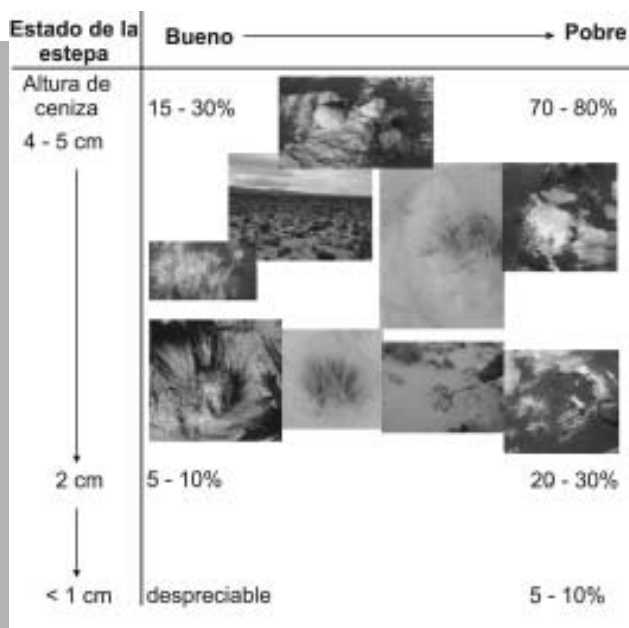 Estado de la
estepa
Bueno
Pobre
Altura de
ceniza
4 - 5 cm
15 - 30%
70 - 80%
2 cm
5 - 10%
20 - 30%
< 1 cm
despreciable
5 - 10%